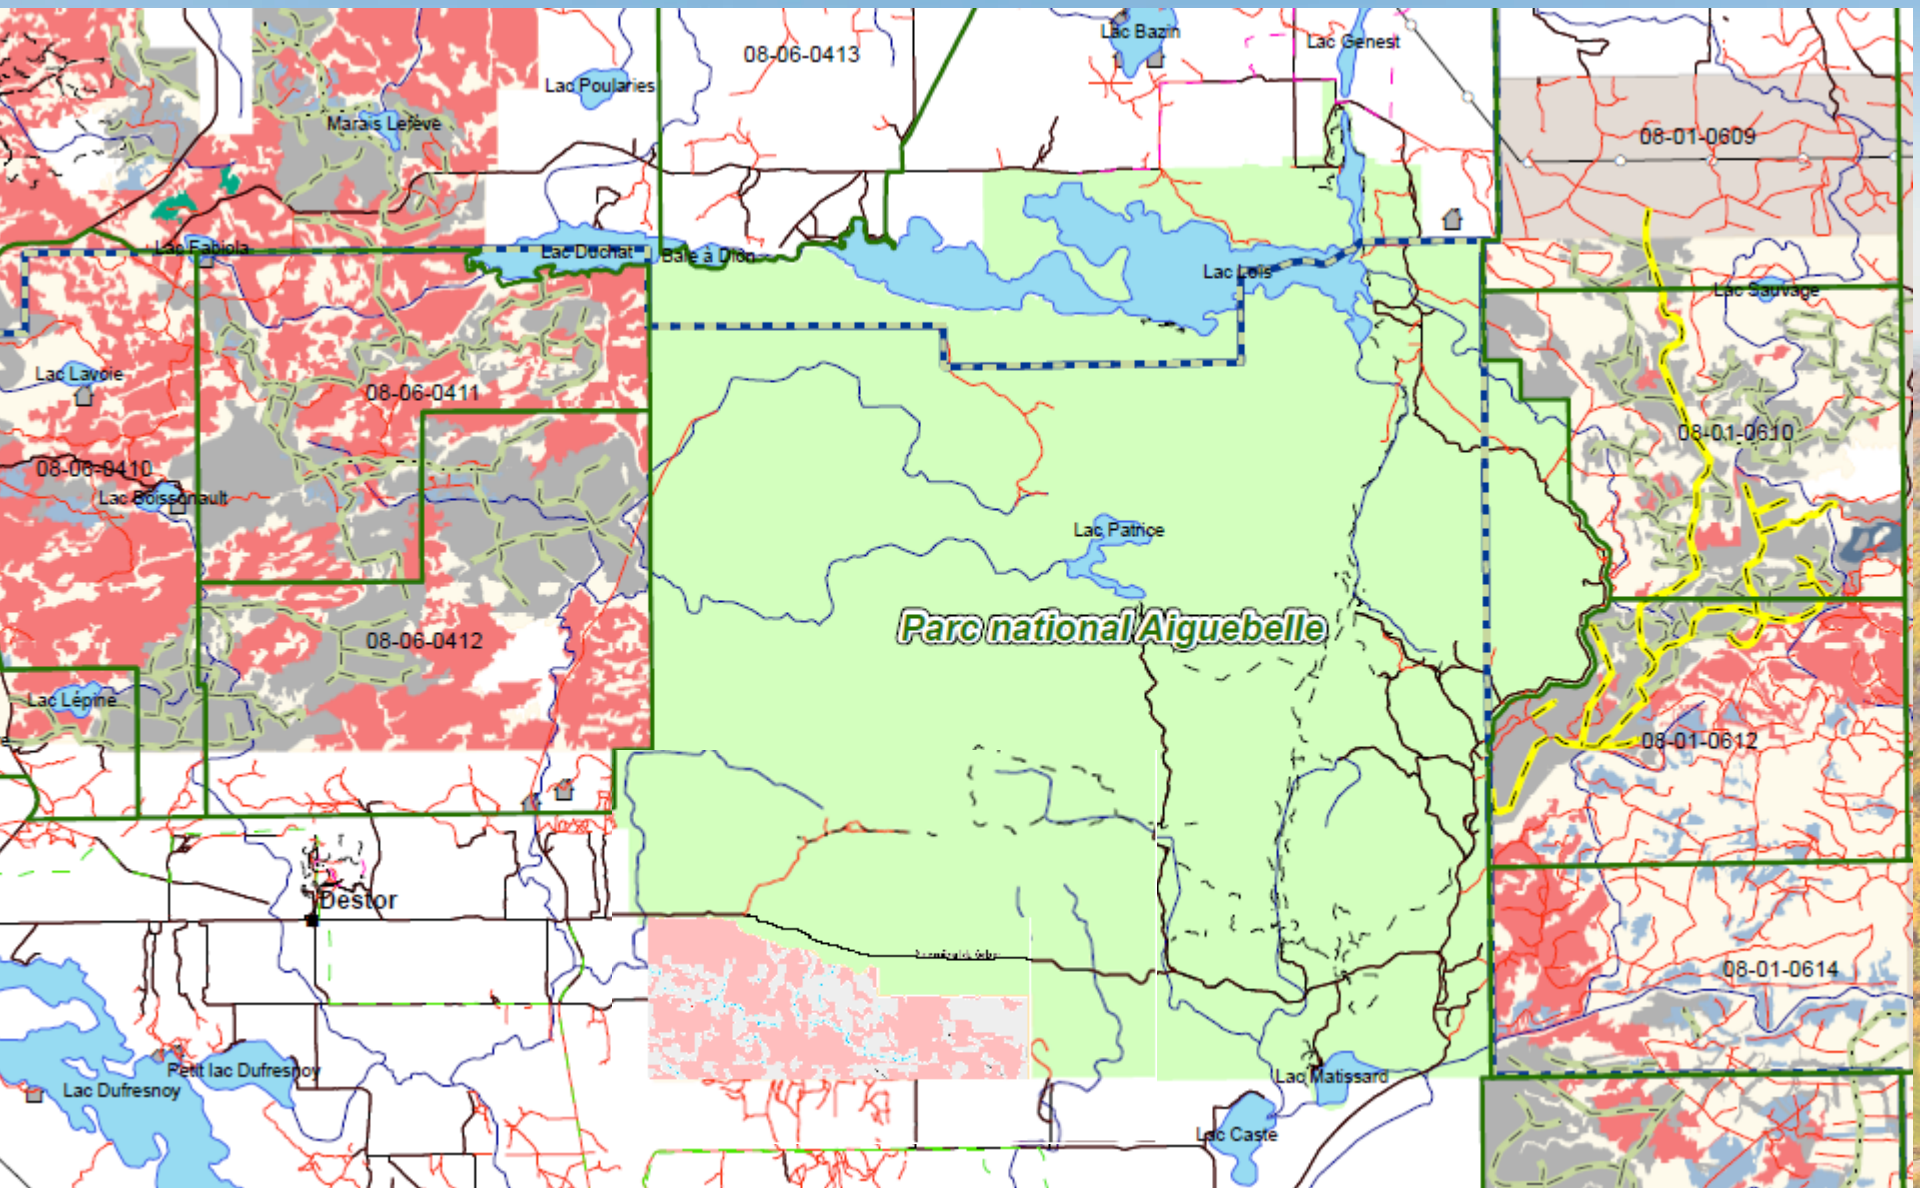 Lac Bazin
Lac Genest
08-06-0413
Lac Poularies
Marais Lefève
08-01-0609
Lac Fabiola
Lac Duchat
Baie à Dion
Lac Loïs
Lac Sauvage
Lac Lavoie
08-06-0411
08-01-0610
08-06-0410
Lac Boissonault
Lac Patrice
Parc national Aiguebelle
08-06-0412
Lac Lépine
08-01-0612
Destor
08-01-0614
Petit lac Dufresnoy
Lac Dufresnoy
Lac Matissard
Lac Caste